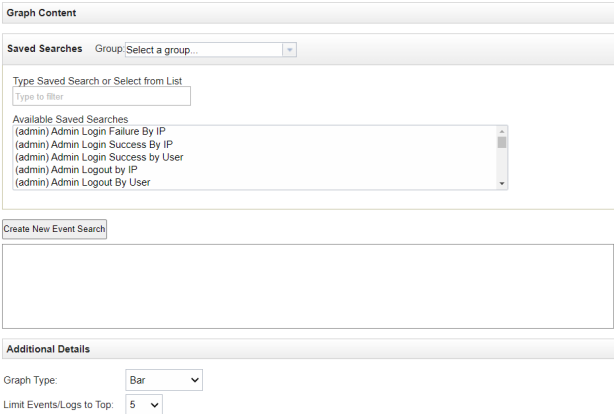 Graph Content
Saved Searches Group: Select a group...
Type Saved Search or Select from List
Type to filter
Available Saved Searches
(admin) Admin Login Failure By IP
(admin) Admin Login Success By IP
(admin) Admin Login Success by User
(admin) Admin Logout by IP
(admin) Admin Logout By User
Create New Event Search
Additional Details
Graph Type: Bar
Limit Events/Logs to Top: 5